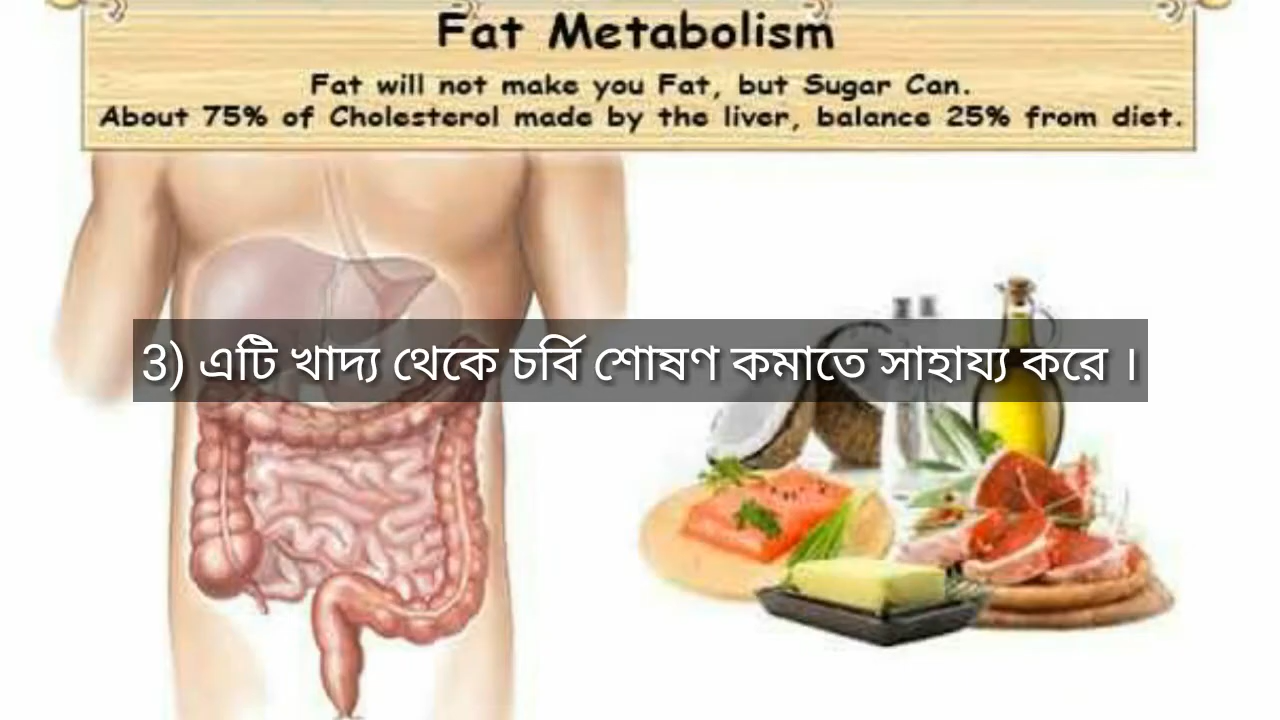 Fat Metabolism
Fat will not make you Fat, but Sugar Can.
About 75% of Cholesterol made by the liver, balance 25% from diet.
3) এটি খাদ্য থেকে চর্বি শোষণ কমাতে সাহায্য করে ।